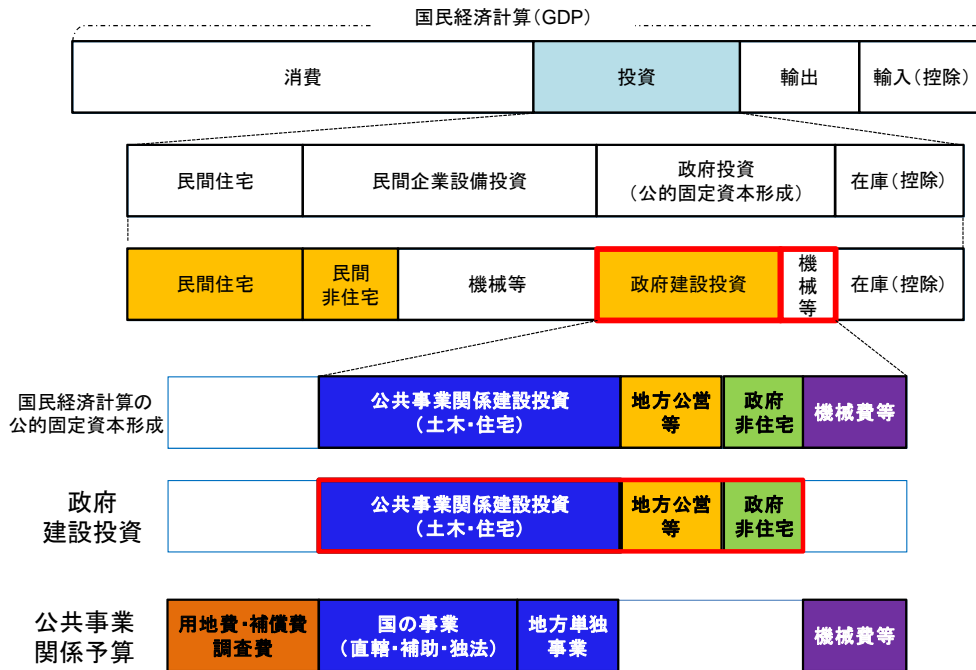 国民経済計算(GDP)
消費
投資
輸出
輸入(控除)
民間住宅
民間企業設備投資
政府投資
(公的固定資本形成)
在庫(控除)
民間住宅
民間
非住宅
機械等
政府建設投資
機
械
等
在庫(控除)
国民経済計算の
公的固定資本形成
公共事業関係建設投資
(土木・住宅)
地方公営
等
政府
非住宅
機械費等
政府
建設投資
公共事業関係建設投資
(土木・住宅)
地方公営
等
政府
非住宅
公共事業
関係予算
用地費・補償費
調査費
国の事業
(直轄・補助・独法)
地方単独
事業
機械費等